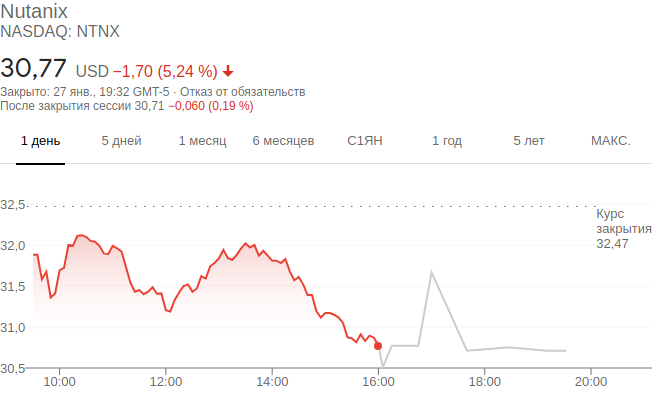 Nutanix
NASDAQ: NTNX
30,77 USD −1,70 (5,24 %)
Закрыто: 27 янв., 19:32 GMT-5 · Отказ от обязательств
После закрытия сессии 30,71 −0,060 (0,19 %)
1 день 5 дней 1 месяц 6 месяцев С1ЯН 1 год 5 лет МАКС.
32,5
Курс
закрытия
32,47
32,0
31,5
31,0
30,5
10:00 12:00 14:00 16:00 18:00 20:00